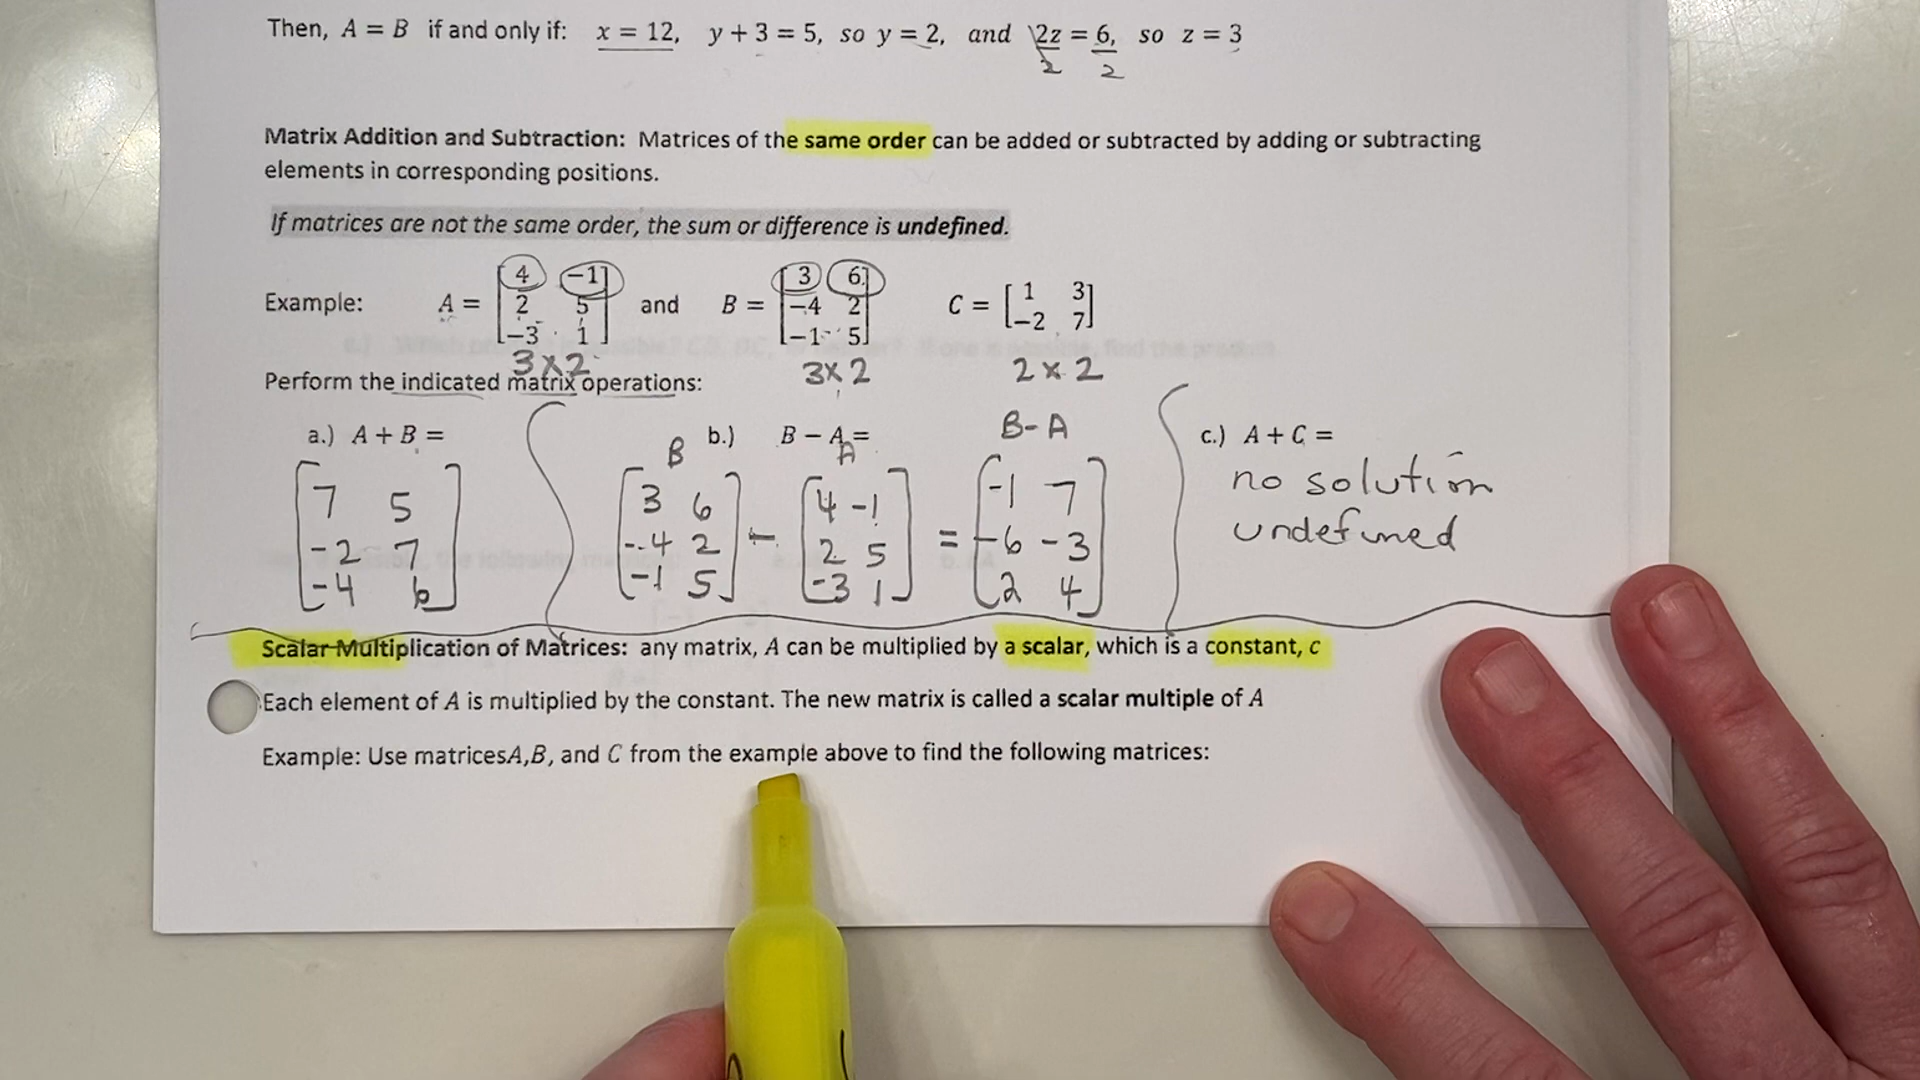 Then, A = B if and only if: x = 12, y + 3 = 5, so y = 2, and 2z = 6, so z = 3
2 2
Matrix Addition and Subtraction: Matrices of the same order can be added or subtracted by adding or subtracting
elements in corresponding positions.
If matrices are not the same order, the sum or difference is undefined.
4 -1 3 6
Example: A = 2 5 and B = -4 2 C = 1 3
-3 1 -1 5 -2 7
3x2 3x2 2x2
Perform the indicated matrix operations:
a.) A + B =
7 5
-2 7
-4 6
b.) B - A =
B A B-A
3 6 4 -1 -1 7
-4 2 - 2 5 = -6 -3
-1 5 -3 1 2 4
c.) A + C =
no solution
undefined
Scalar Multiplication of Matrices: any matrix, A can be multiplied by a scalar, which is a constant, c
Each element of A is multiplied by the constant. The new matrix is called a scalar multiple of A
Example: Use matricesA,B, and C from the example above to find the following matrices: